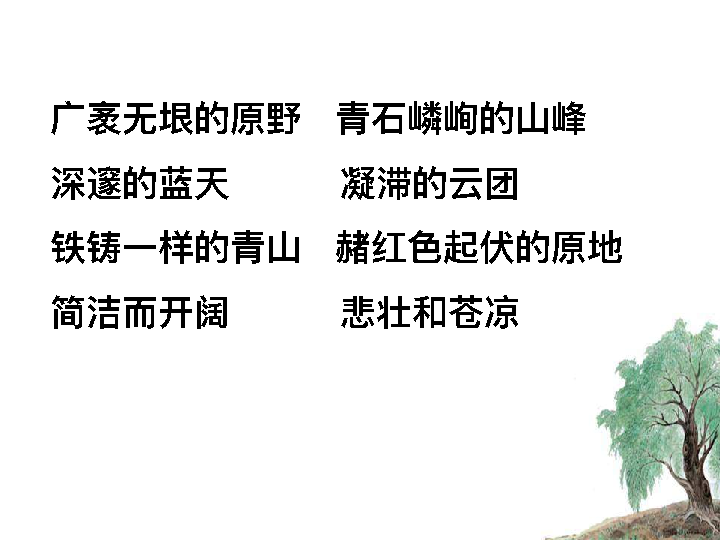 广袤无垠的原野 青石嶙峋的山峰
深邃的蓝天 凝滞的云团
铁铸一样的青山 赭红色起伏的原地
简洁而开阔 悲壮和苍凉